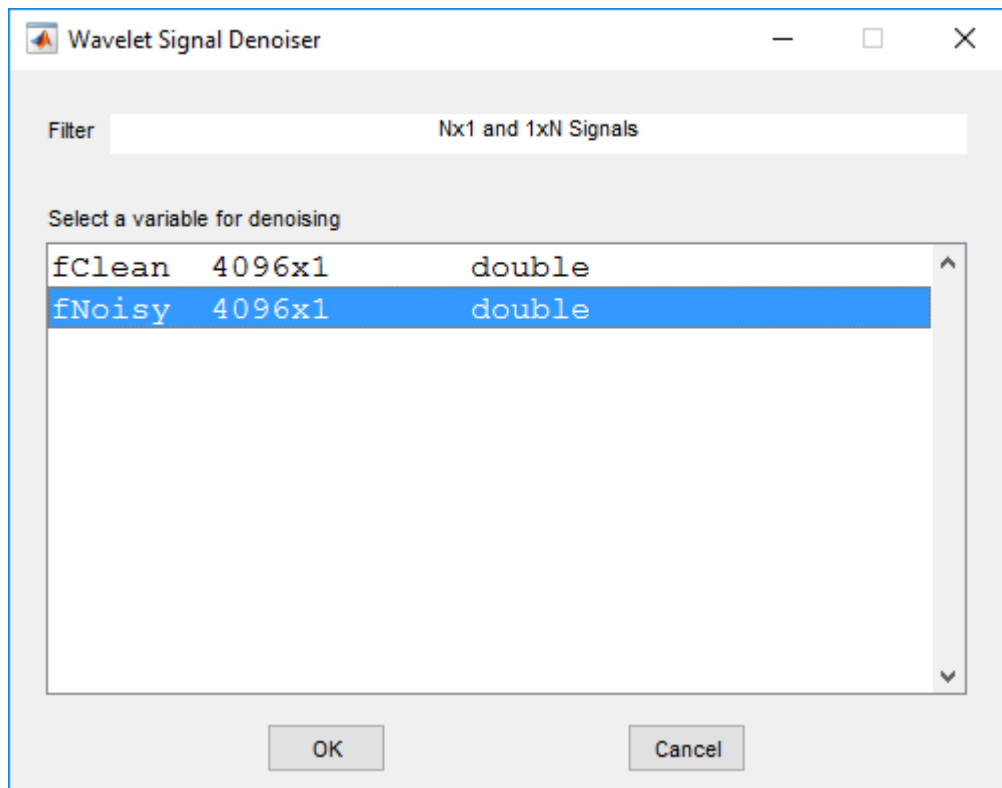 Wavelet Signal Denoiser
Filter Nx1 and 1xN Signals
Select a variable for denoising
fClean 4096x1 double
fNoisy 4096x1 double
OK Cancel